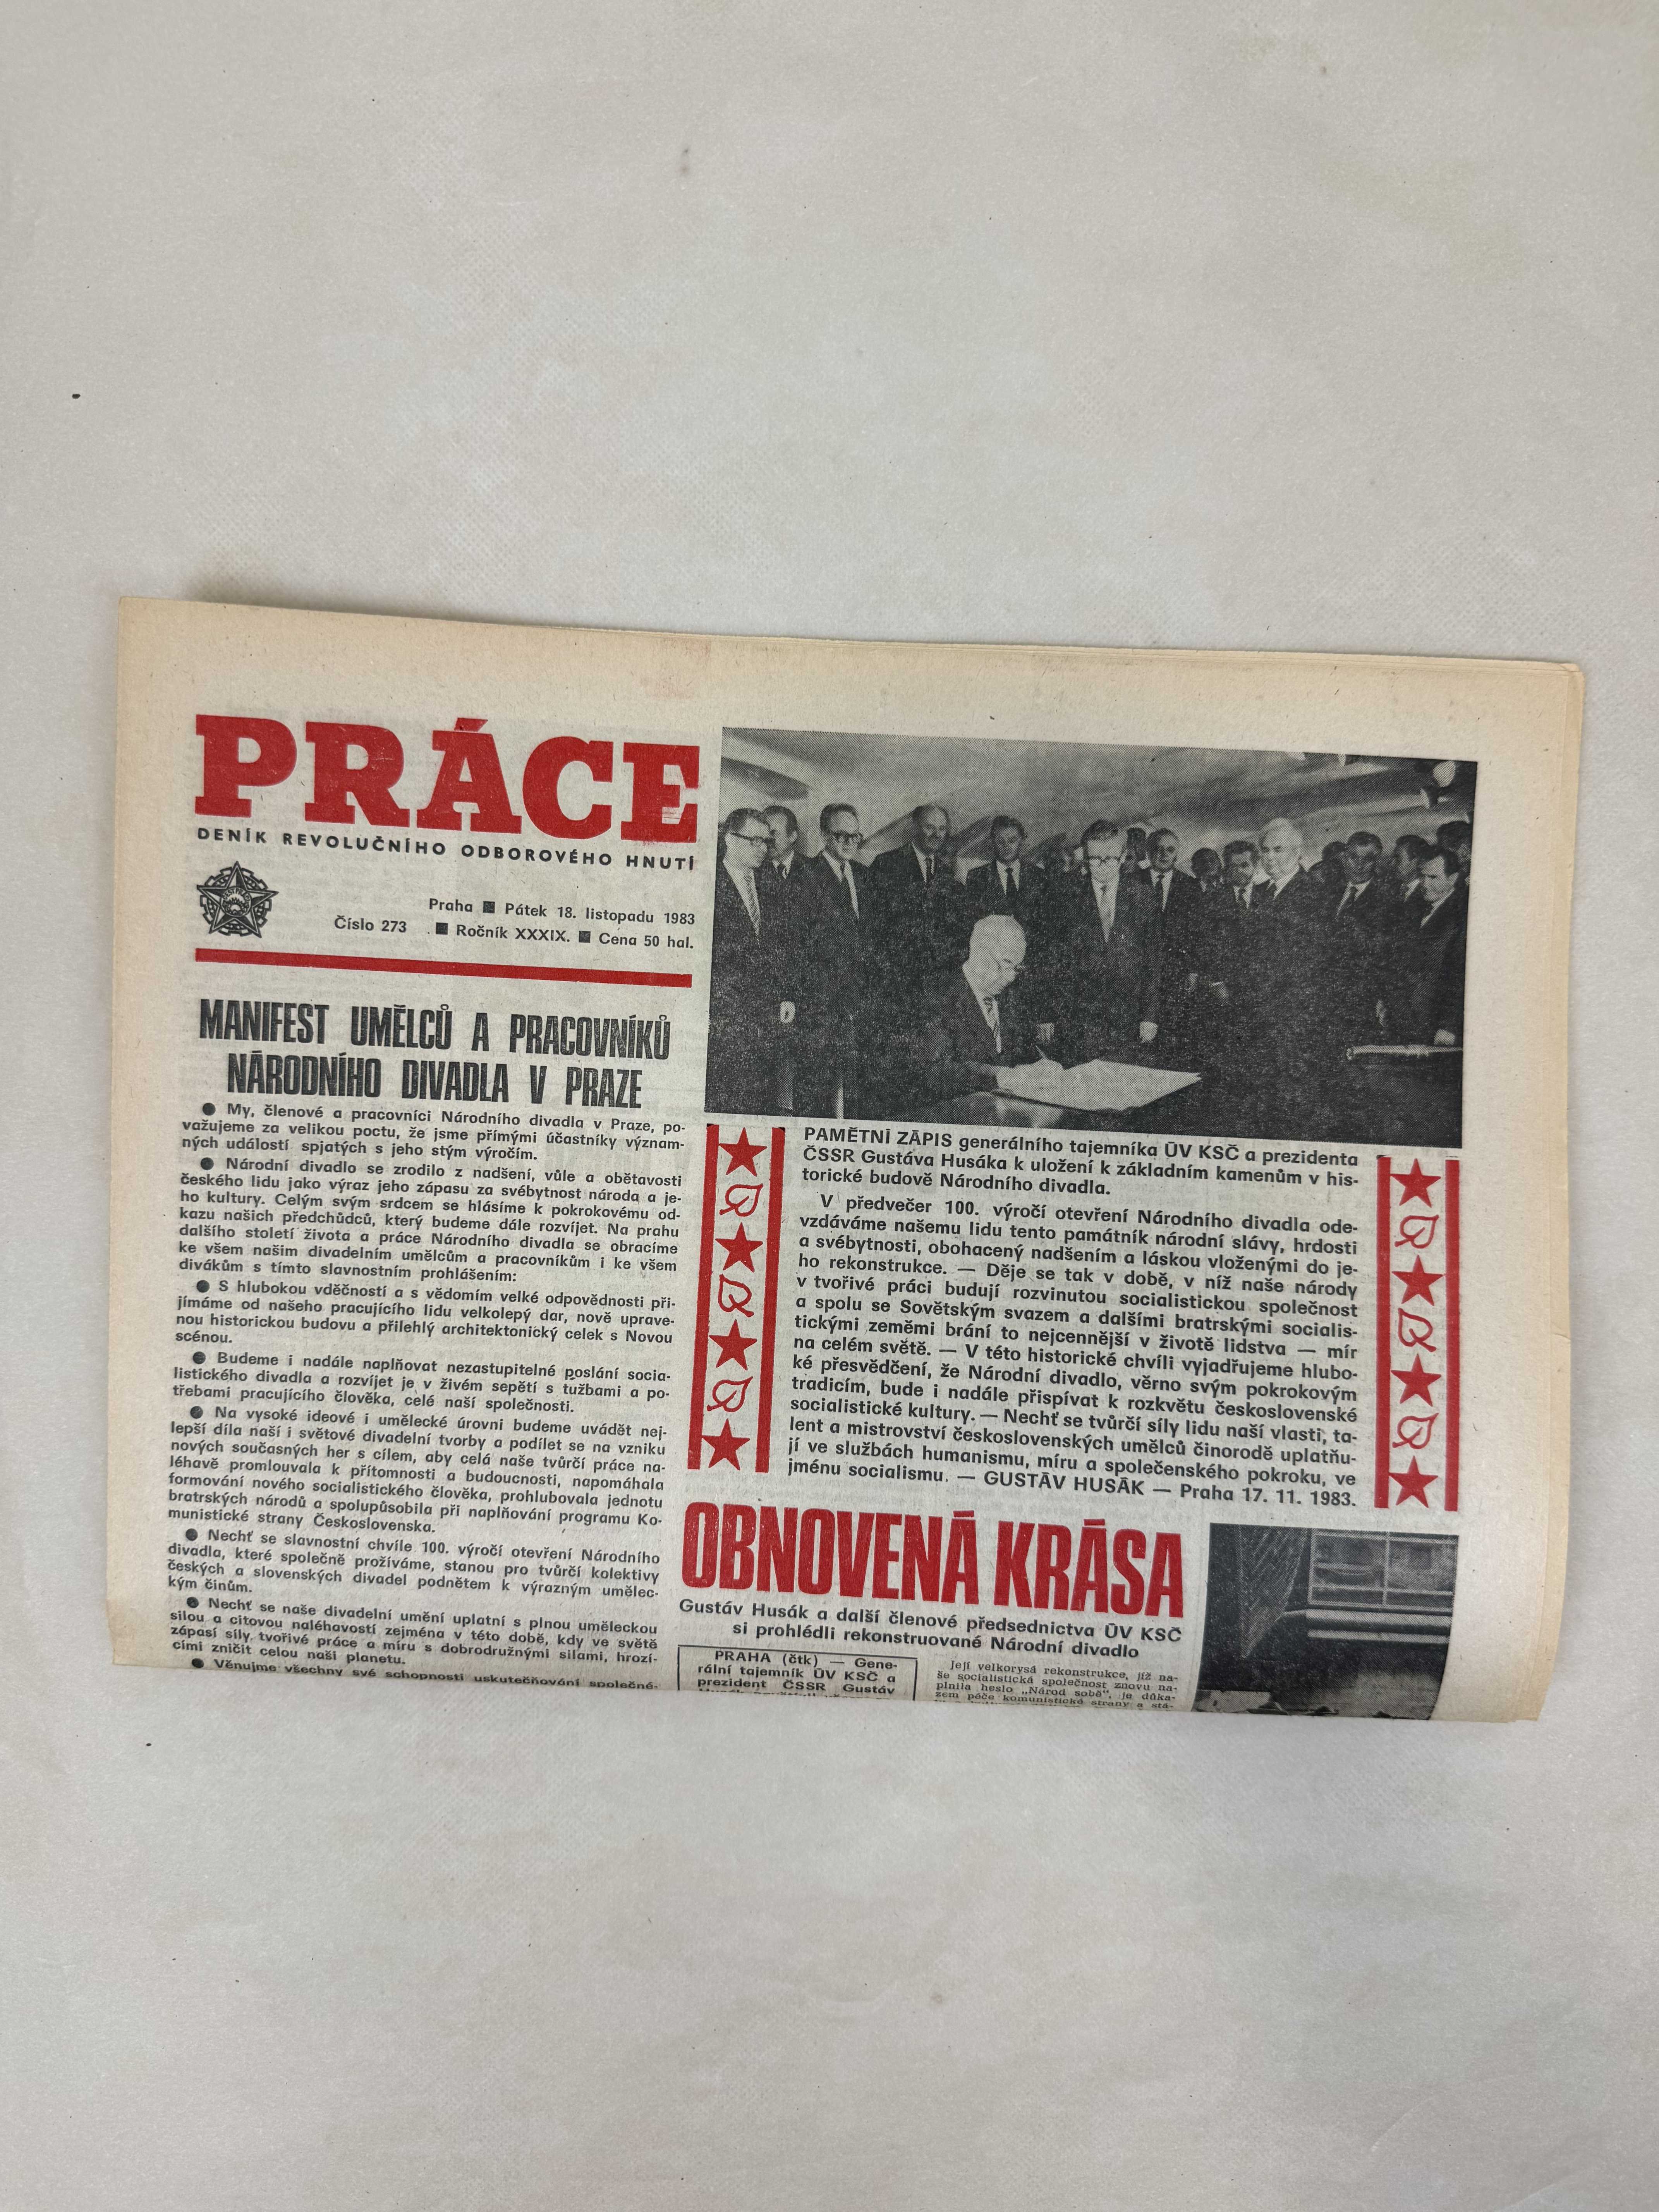 PRÁCE
DENÍK REVOLUČNÍHO ODBOROVÉHO HNUTÍ
Praha ■ Pátek 18. listopadu 1983
Číslo 273 ■ Ročník XXXIX. ■ Cena 50 hal.
MANIFEST UMĚLCŮ A PRACOVNÍKŮ
NÁRODNÍHO DIVADLA V PRAZE
● My, členové a pracovníci Národního divadla v Praze, po-
važujeme za velikou poctu, že jsme přímými účastníky význam-
ných událostí spjatých s jeho stým výročím.
● Národní divadlo se zrodilo z nadšení, vůle a obětavosti
českého lidu jako výraz jeho zápasu za svébytnost národa a je-
ho kultury. Celým svým srdcem se hlásíme k pokrokovému od-
kazu našich předchůdců, který budeme dále rozvíjet. Na prahu
dalšího století života a práce Národního divadla se obracíme
ke všem našim divadelním umělcům a pracovníkům i ke všem
divákům s tímto slavnostním prohlášením:
● S hlubokou vděčností a s vědomím velké odpovědnosti při-
jímáme od našeho pracujícího lidu velkolepý dar, nově uprave-
nou historickou budovu a přilehlý architektonický celek s Novou
scénou.
● Budeme i nadále naplňovat nezastupitelné poslání socia-
listického divadla a rozvíjet je v živém sepětí s tužbami a po-
třebami pracujícího člověka, celé naší společnosti.
● Na vysoké ideové i umělecké úrovni budeme uvádět nej-
lepší díla naší i světové divadelní tvorby a podílet se na vzniku
nových současných her s cílem, aby celá naše tvůrčí práce na-
léhavě promlouvala k přítomnosti a budoucnosti, napomáhala
formování nového socialistického člověka, prohlubovala jednotu
bratrských národů a spolupůsobila při naplňování programu Ko-
munistické strany Československa.
● Nechť se slavnostní chvíle 100. výročí otevření Národního
divadla, které společně prožíváme, stanou pro tvůrčí kolektivy
českých a slovenských divadel podnětem k výrazným umělec-
kým činům.
● Nechť se naše divadelní umění uplatní s plnou uměleckou
silou a citovou naléhavostí zejména v této době, kdy ve světě
zápasí síly tvořivé práce a míru s dobrodružnými silami, hrozí-
cími zničit celou naši planetu.
● Věnujme všechny své schopnosti uskutečňování společné-
PAMĚTNÍ ZÁPIS generálního tajemníka ÚV KSČ a prezidenta
ČSSR Gustáva Husáka k uložení k základním kamenům v his-
torické budově Národního divadla.
V předvečer 100. výročí otevření Národního divadla ode-
vzdáváme našemu lidu tento památník národní slávy, hrdosti
a svébytnosti, obohacený nadšením a láskou vloženými do je-
ho rekonstrukce. — Děje se tak v době, v níž naše národy
v tvořivé práci budují rozvinutou socialistickou společnost
a spolu se Sovětským svazem a dalšími bratrskými socialis-
tickými zeměmi brání to nejcennější v životě lidstva — mír
na celém světě. — V této historické chvíli vyjadřujeme hlubo-
ké přesvědčení, že Národní divadlo, věrno svým pokrokovým
tradicím, bude i nadále přispívat k rozkvětu československé
socialistické kultury. — Nechť se tvůrčí síly lidu naší vlasti, ta-
lent a mistrovství československých umělců činorodě uplatňu-
jí ve službách humanismu, míru a společenského pokroku, ve
jménu socialismu. — GUSTÁV HUSÁK — Praha 17. 11. 1983.
OBNOVENÁ KRÁSA
Gustáv Husák a další členové předsednictva ÚV KSČ
si prohlédli rekonstruované Národní divadlo
PRAHA (čtk) — Gene-
rální tajemník ÚV KSČ a
prezident ČSSR Gustáv
Její velkorysá rekonstrukce, jíž na-
še socialistická společnost znovu na-
plnila heslo „Národ sobě“, je důka-
zem péče komunistické strany a stá-